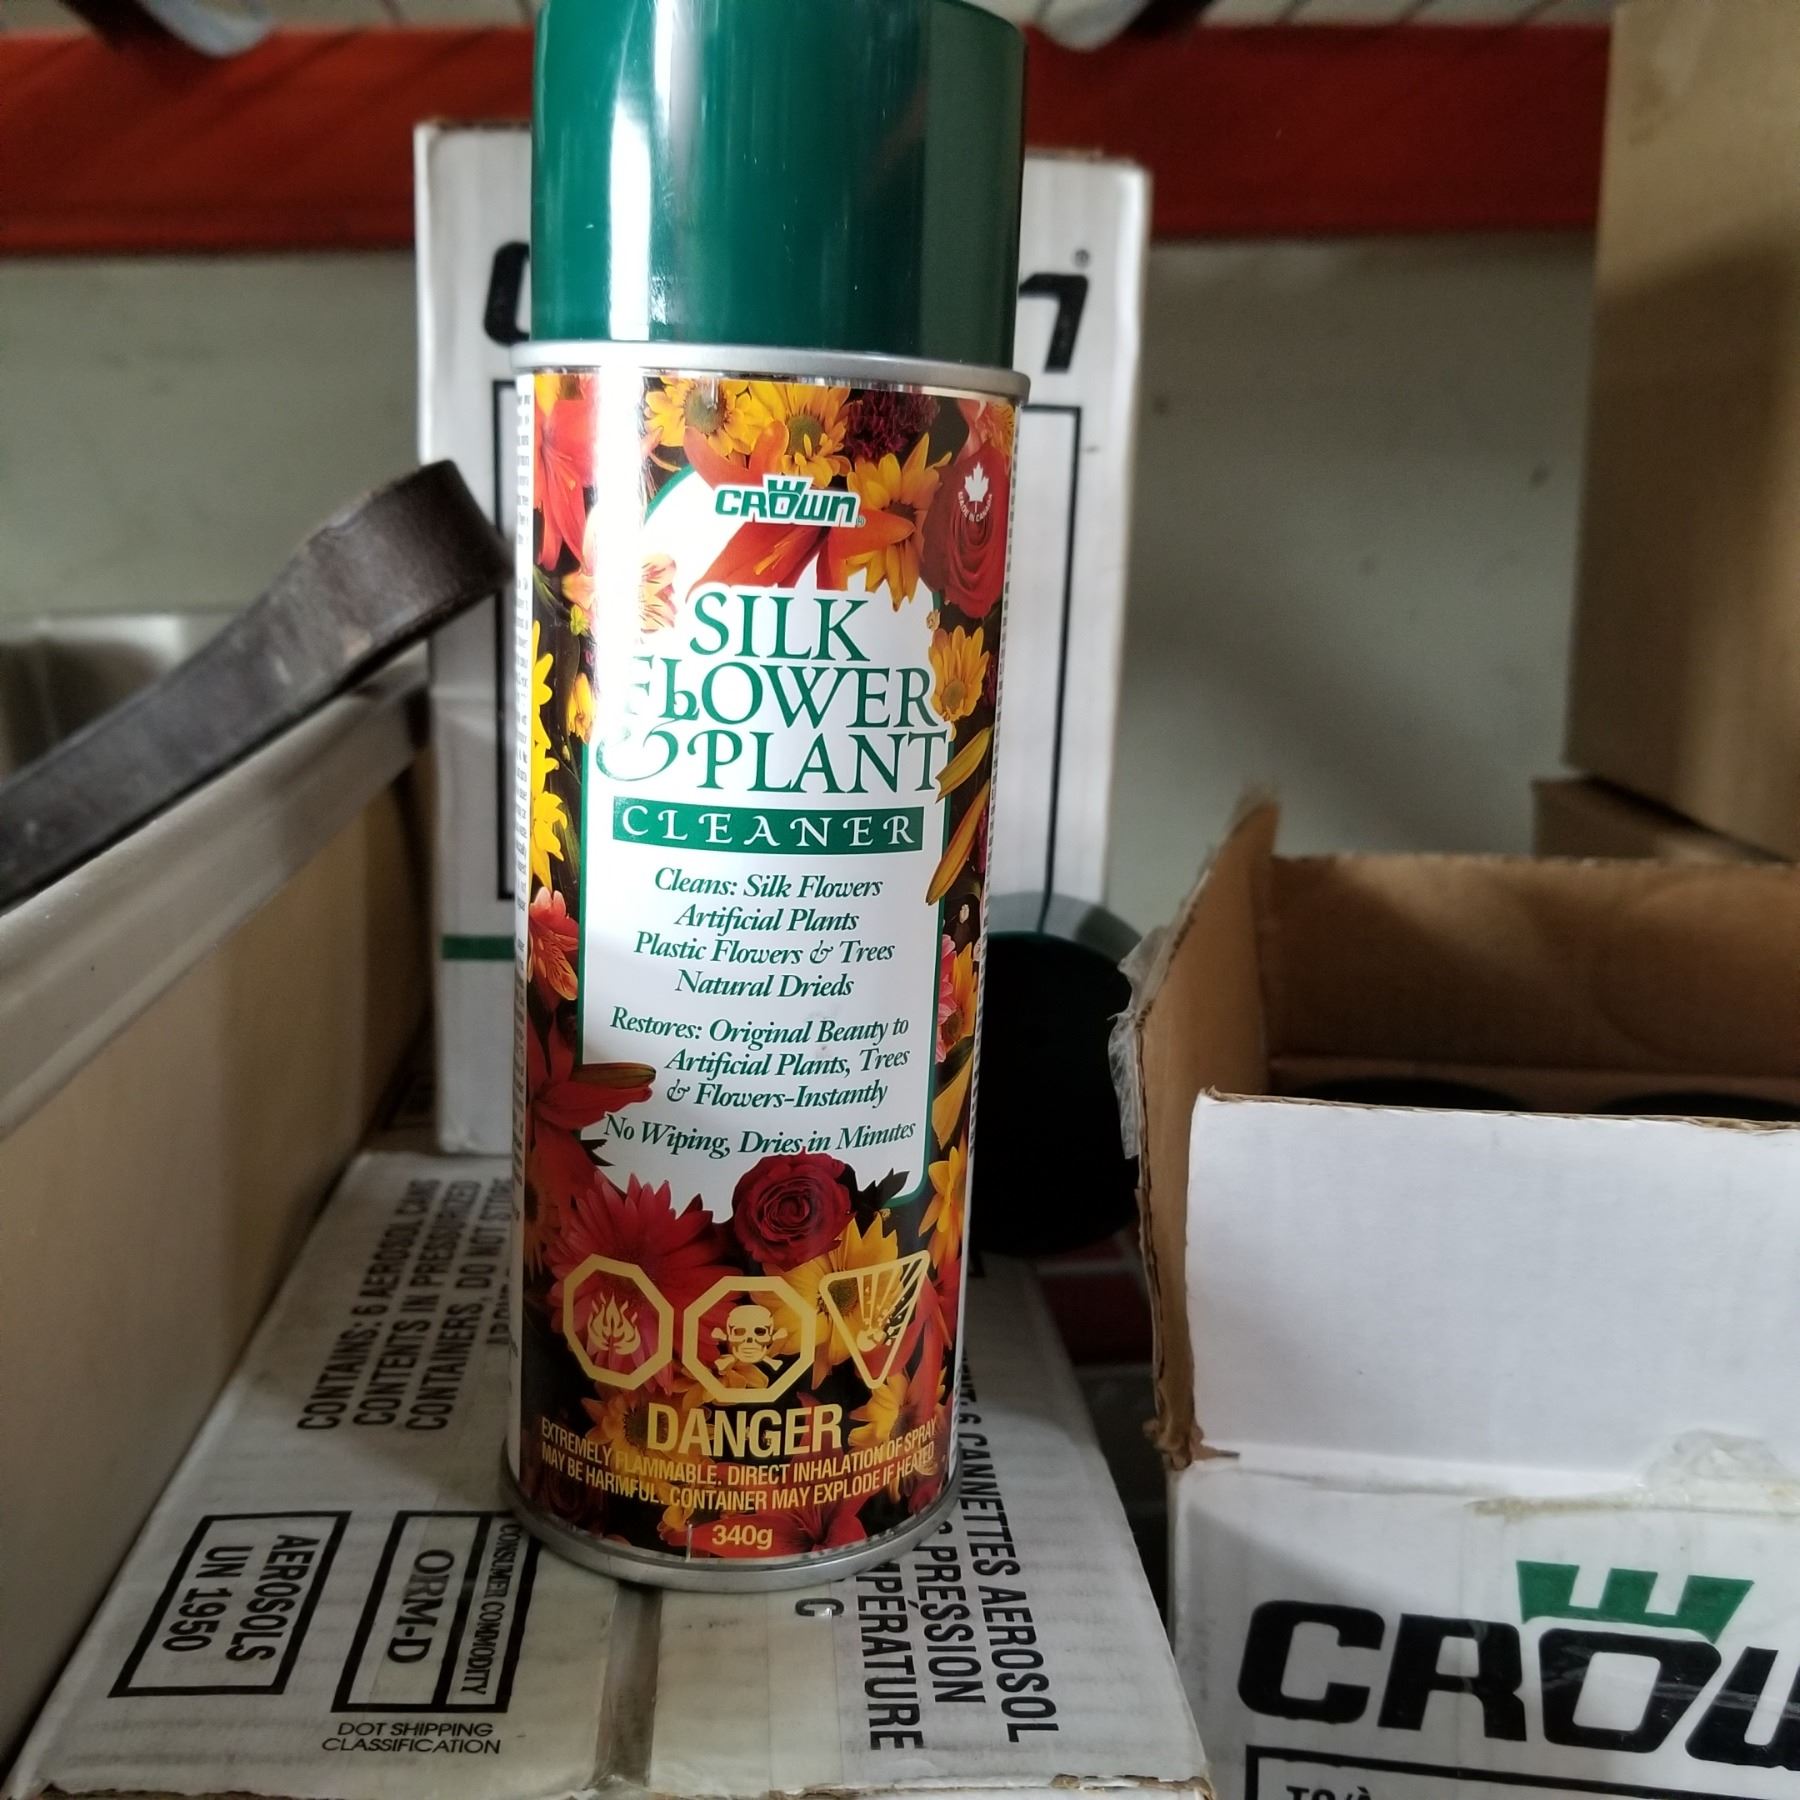 CROWN
MADE IN CANADA
SILK
FLOWER
& PLANT
CLEANER
Cleans: Silk Flowers
Artificial Plants
Plastic Flowers & Trees
Natural Drieds
Restores: Original Beauty to
Artificial Plants, Trees
& Flowers-Instantly
No Wiping, Dries in Minutes
DANGER
EXTREMELY FLAMMABLE. DIRECT INHALATION OF SPRAY
MAY BE HARMFUL. CONTAINER MAY EXPLODE IF HEATED
340g
CONTAINS: 6 AEROSOL CANS
CONTENTS IN PRESSURIZED
CONTAINERS, DO NOT STORE
AEROSOLS
UN 1950
CONSUMER COMMODITY
ORM-D
DOT SHIPPING
CLASSIFICATION
6 CANNETTES AEROSOL
PRESSION
C